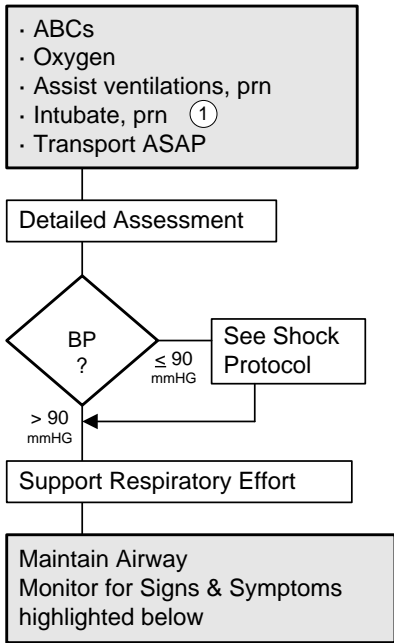 · ABCs
· Oxygen
· Assist ventilations, prn
· Intubate, prn ①
· Transport ASAP
Detailed Assessment
BP
?
≤ 90
mmHG
See Shock
Protocol
> 90
mmHG
Support Respiratory Effort
Maintain Airway
Monitor for Signs & Symptoms
highlighted below